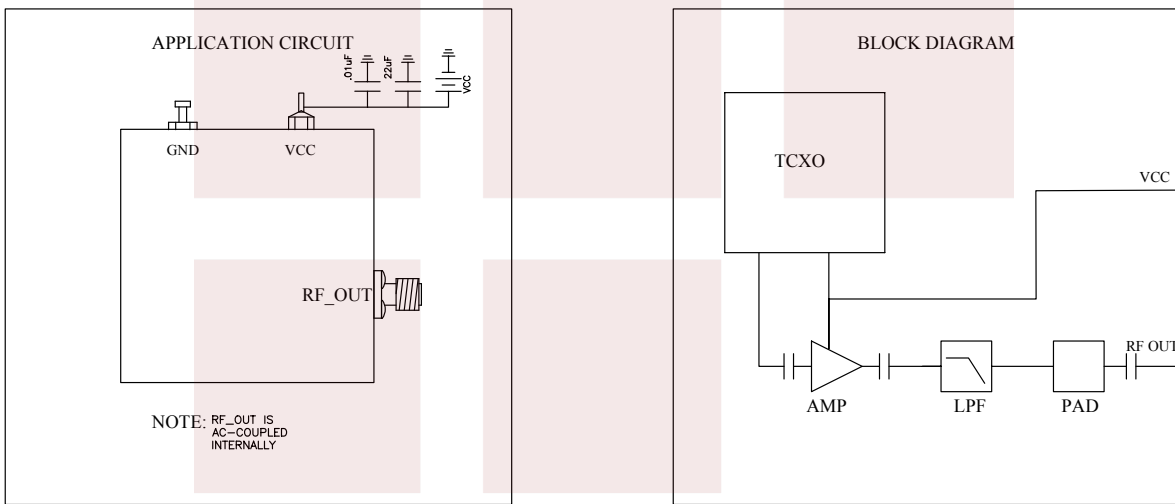 APPLICATION CIRCUIT
.01uF
22uF
VCC
GND
VCC
RF_OUT
NOTE: RF_OUT IS
AC-COUPLED
INTERNALLY
BLOCK DIAGRAM
TCXO
VCC
RF OUT
AMP
LPF
PAD